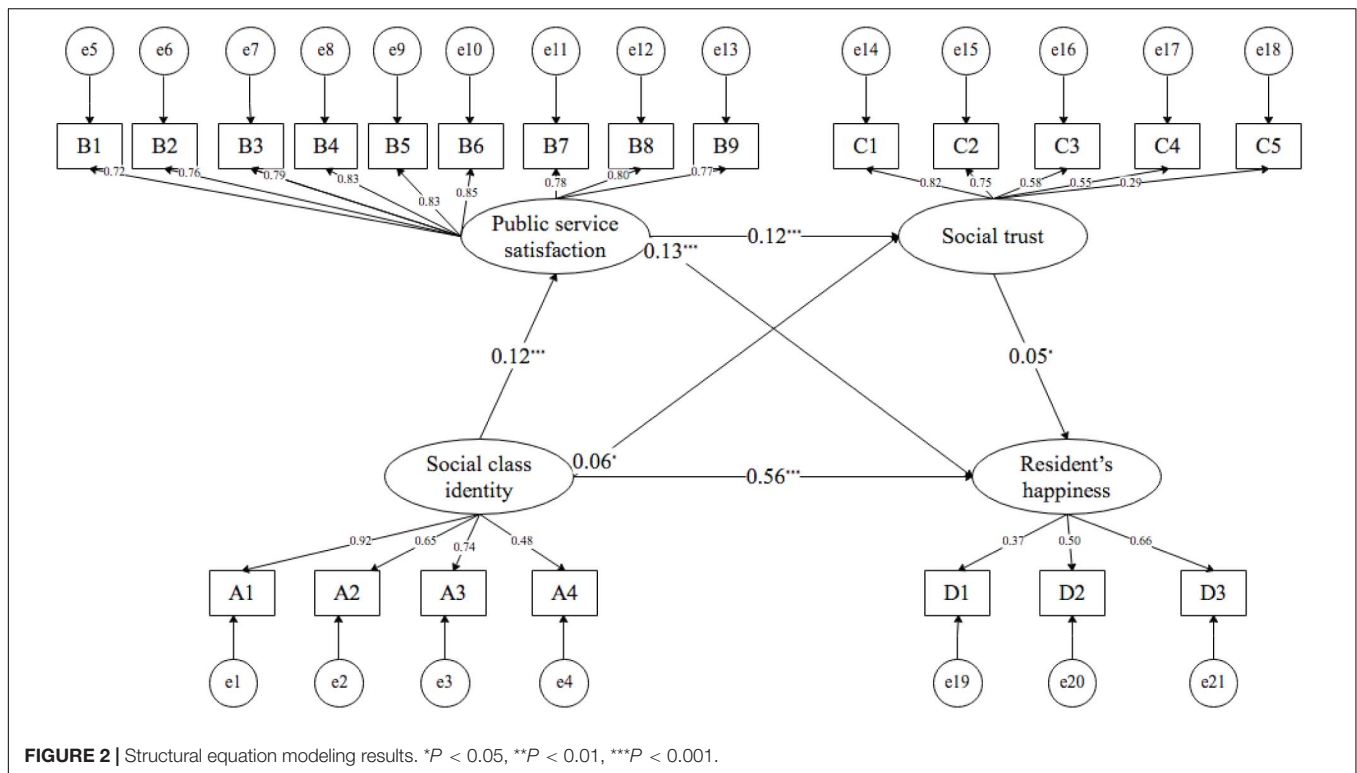 e5 e6 e7 e8 e9 e10 e11 e12 e13 e14 e15 e16 e17 e18
B1 B2 B3 B4 B5 B6 B7 B8 B9 C1 C2 C3 C4 C5
0.72 0.76 0.79 0.83 0.83 0.85 0.78 0.80 0.77 0.82 0.75 0.58 0.55 0.29
Public service
satisfaction
0.12***
0.13***
Social trust
0.12***
0.05*
Social class
identity
0.06*
0.56***
Resident's
happiness
0.92 0.65 0.74 0.48 0.37 0.50 0.66
A1 A2 A3 A4 D1 D2 D3
e1 e2 e3 e4 e19 e20 e21
FIGURE 2 | Structural equation modeling results. *P < 0.05, **P < 0.01, ***P < 0.001.